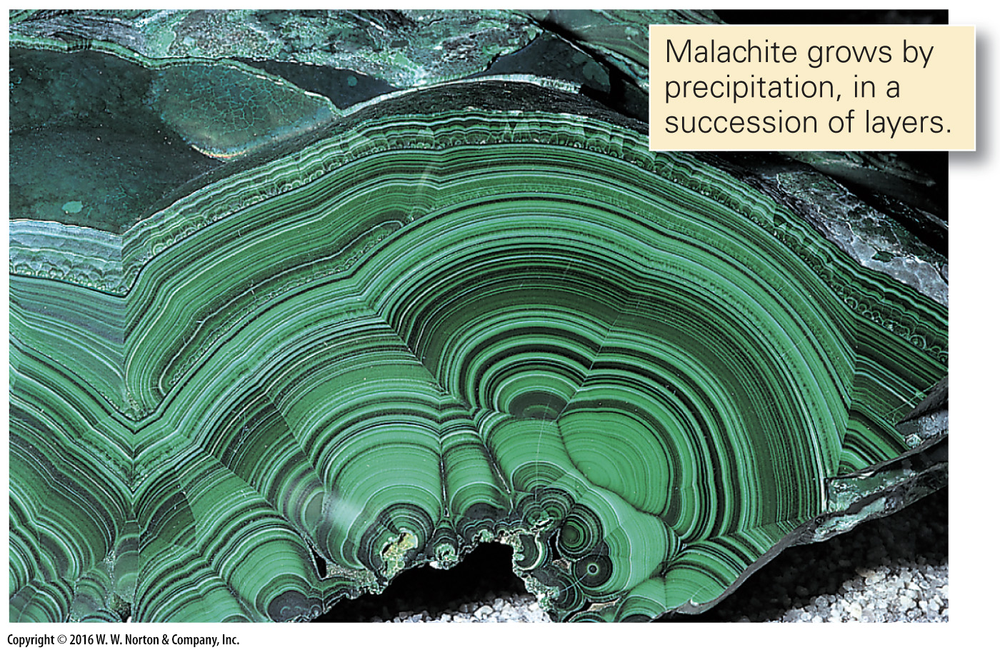 Malachite grows by
precipitation, in a
succession of layers.
Copyright © 2016 W. W. Norton & Company, Inc.